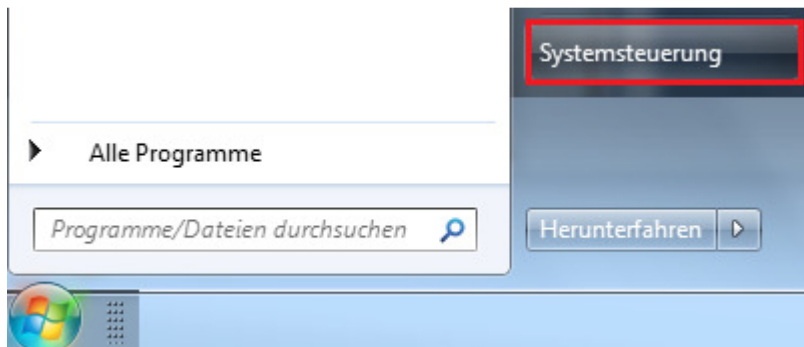 Systemsteuerung
Alle Programme
Programme/Dateien durchsuchen
Herunterfahren